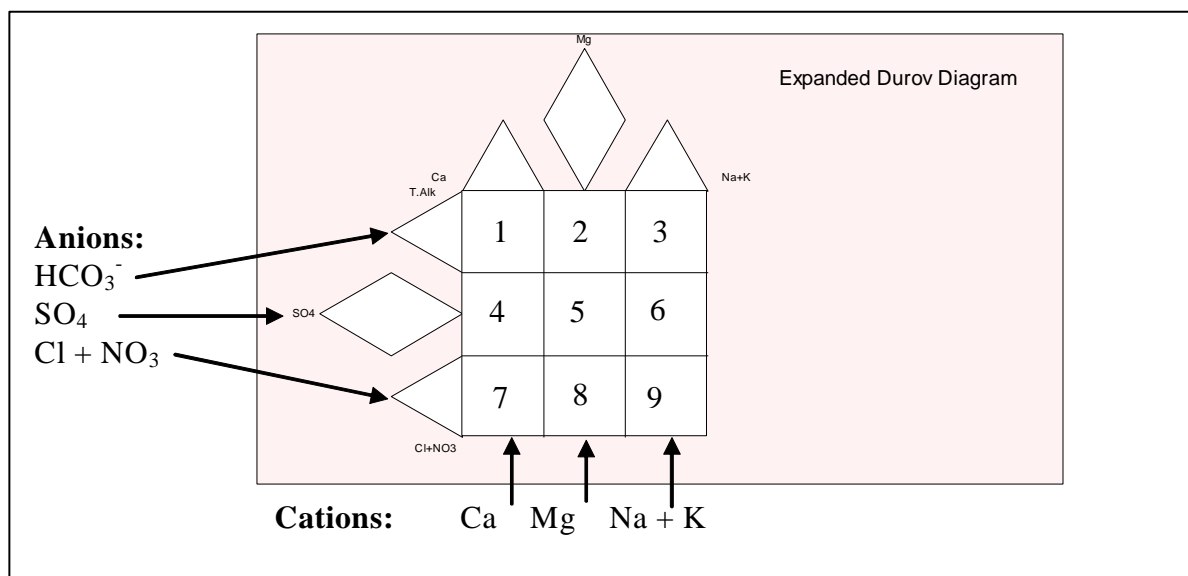 Mg
Expanded Durov Diagram
Ca
Na+K
T.Alk
1 2 3
Anions:
HCO₃⁻
SO₄
SO4
4 5 6
Cl + NO₃
7 8 9
Cl+NO3
Cations: Ca Mg Na + K